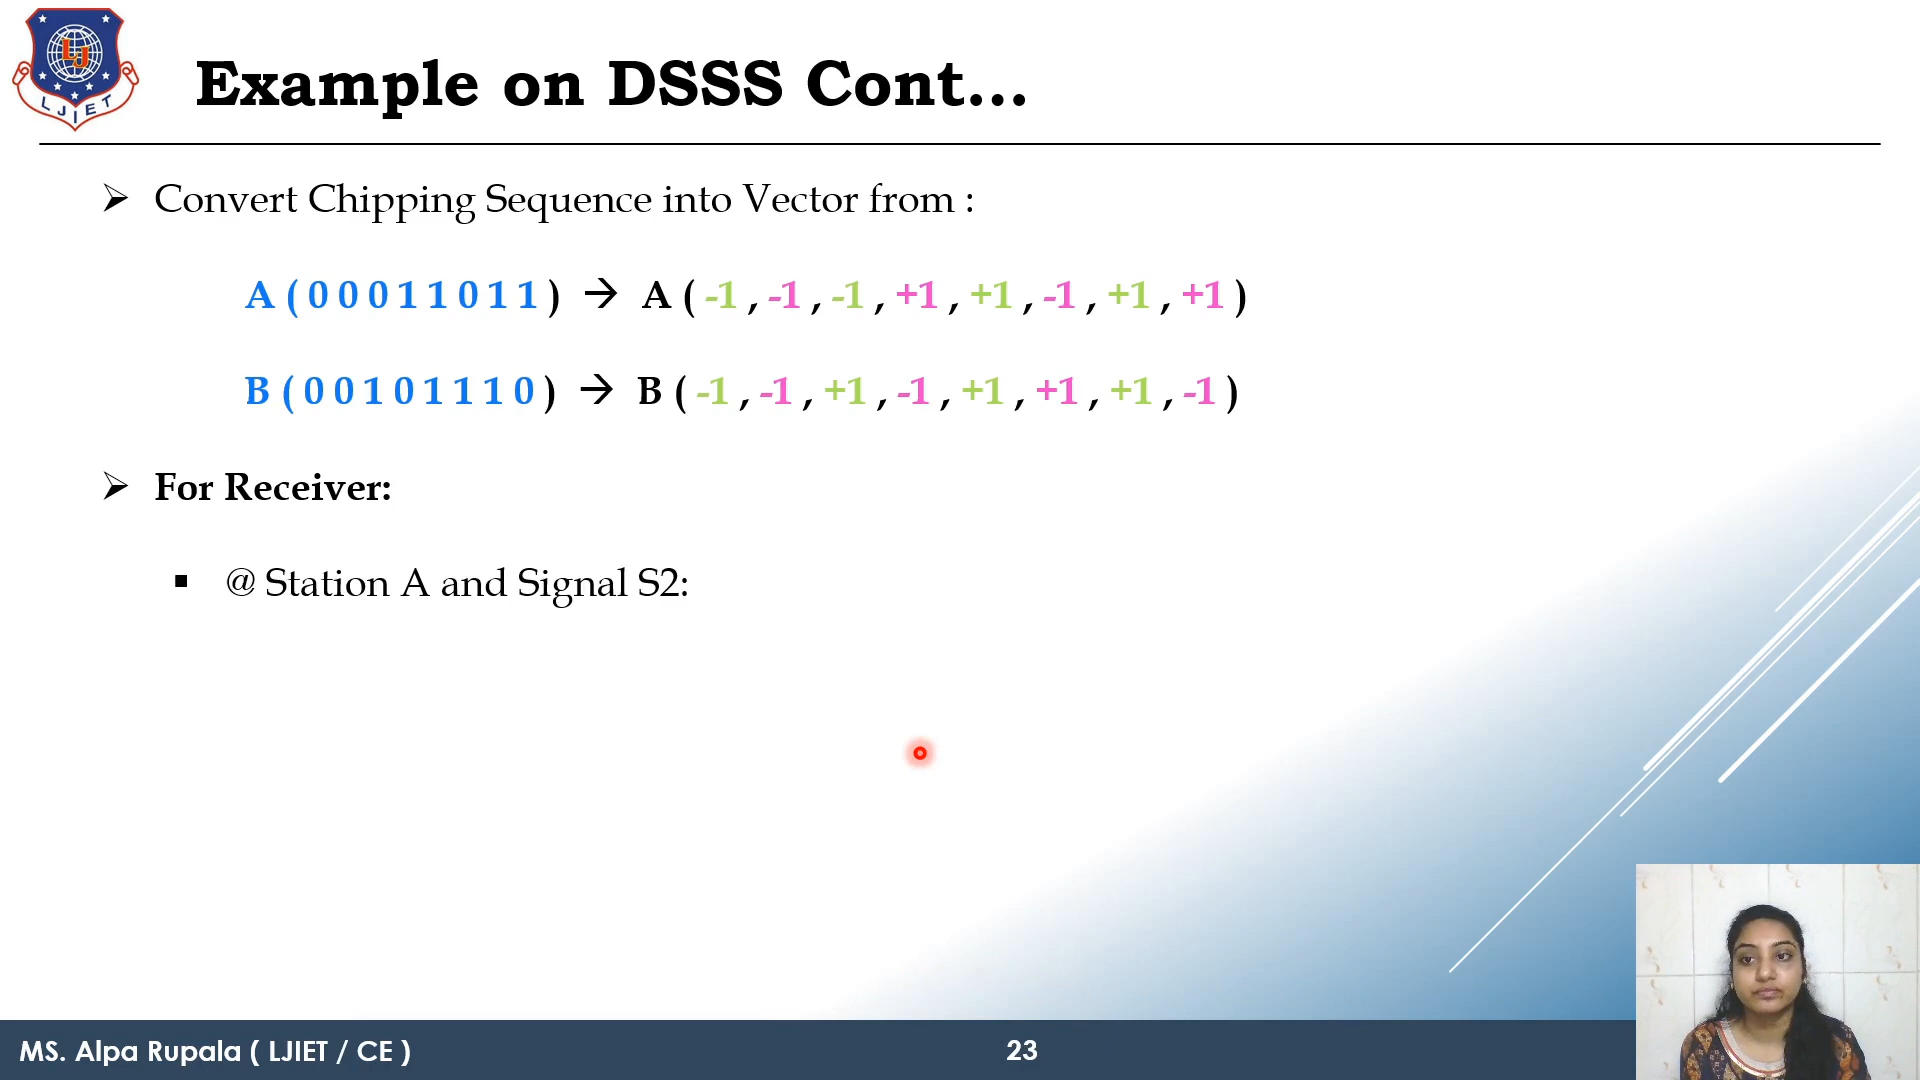 LJ
LJIET
Example on DSSS Cont...
Convert Chipping Sequence into Vector from :
A ( 0 0 0 1 1 0 1 1 ) → A ( -1 , -1 , -1 , +1 , +1 , -1 , +1 , +1 )
B ( 0 0 1 0 1 1 1 0 ) → B ( -1 , -1 , +1 , -1 , +1 , +1 , +1 , -1 )
For Receiver:
@ Station A and Signal S2:
MS. Alpa Rupala ( LJIET / CE )
23